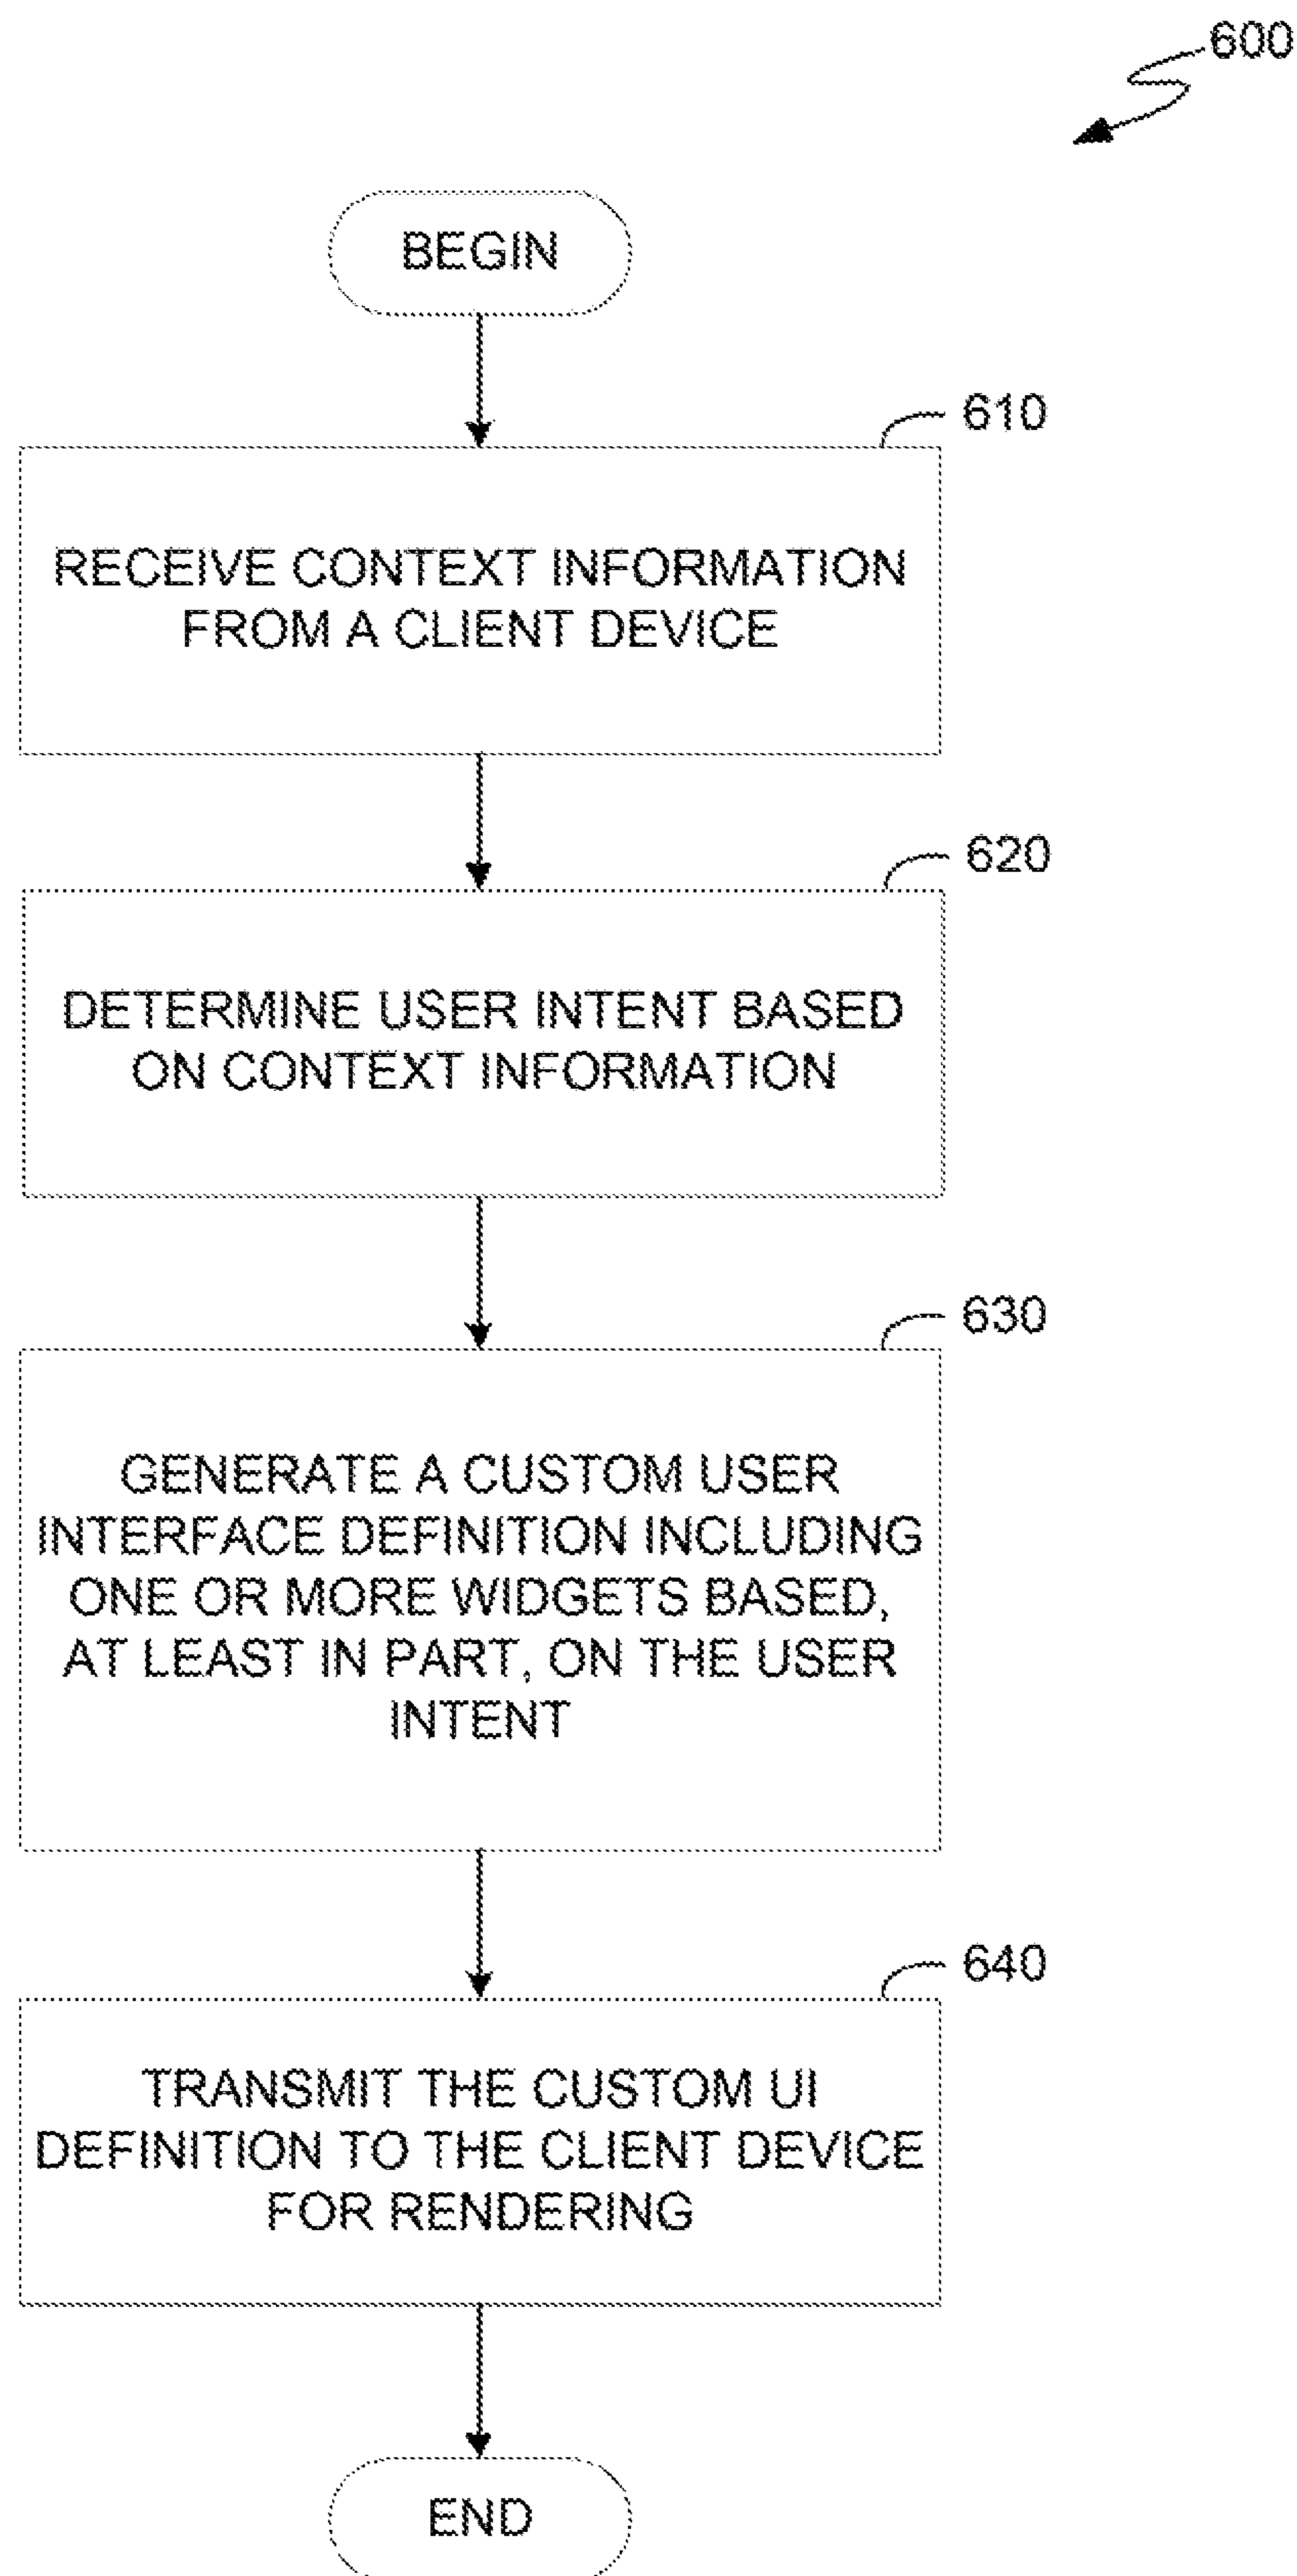 600
BEGIN
610
RECEIVE CONTEXT INFORMATION
FROM A CLIENT DEVICE
620
DETERMINE USER INTENT BASED
ON CONTEXT INFORMATION
630
GENERATE A CUSTOM USER
INTERFACE DEFINITION INCLUDING
ONE OR MORE WIDGETS BASED,
AT LEAST IN PART, ON THE USER
INTENT
640
TRANSMIT THE CUSTOM UI
DEFINITION TO THE CLIENT DEVICE
FOR RENDERING
END